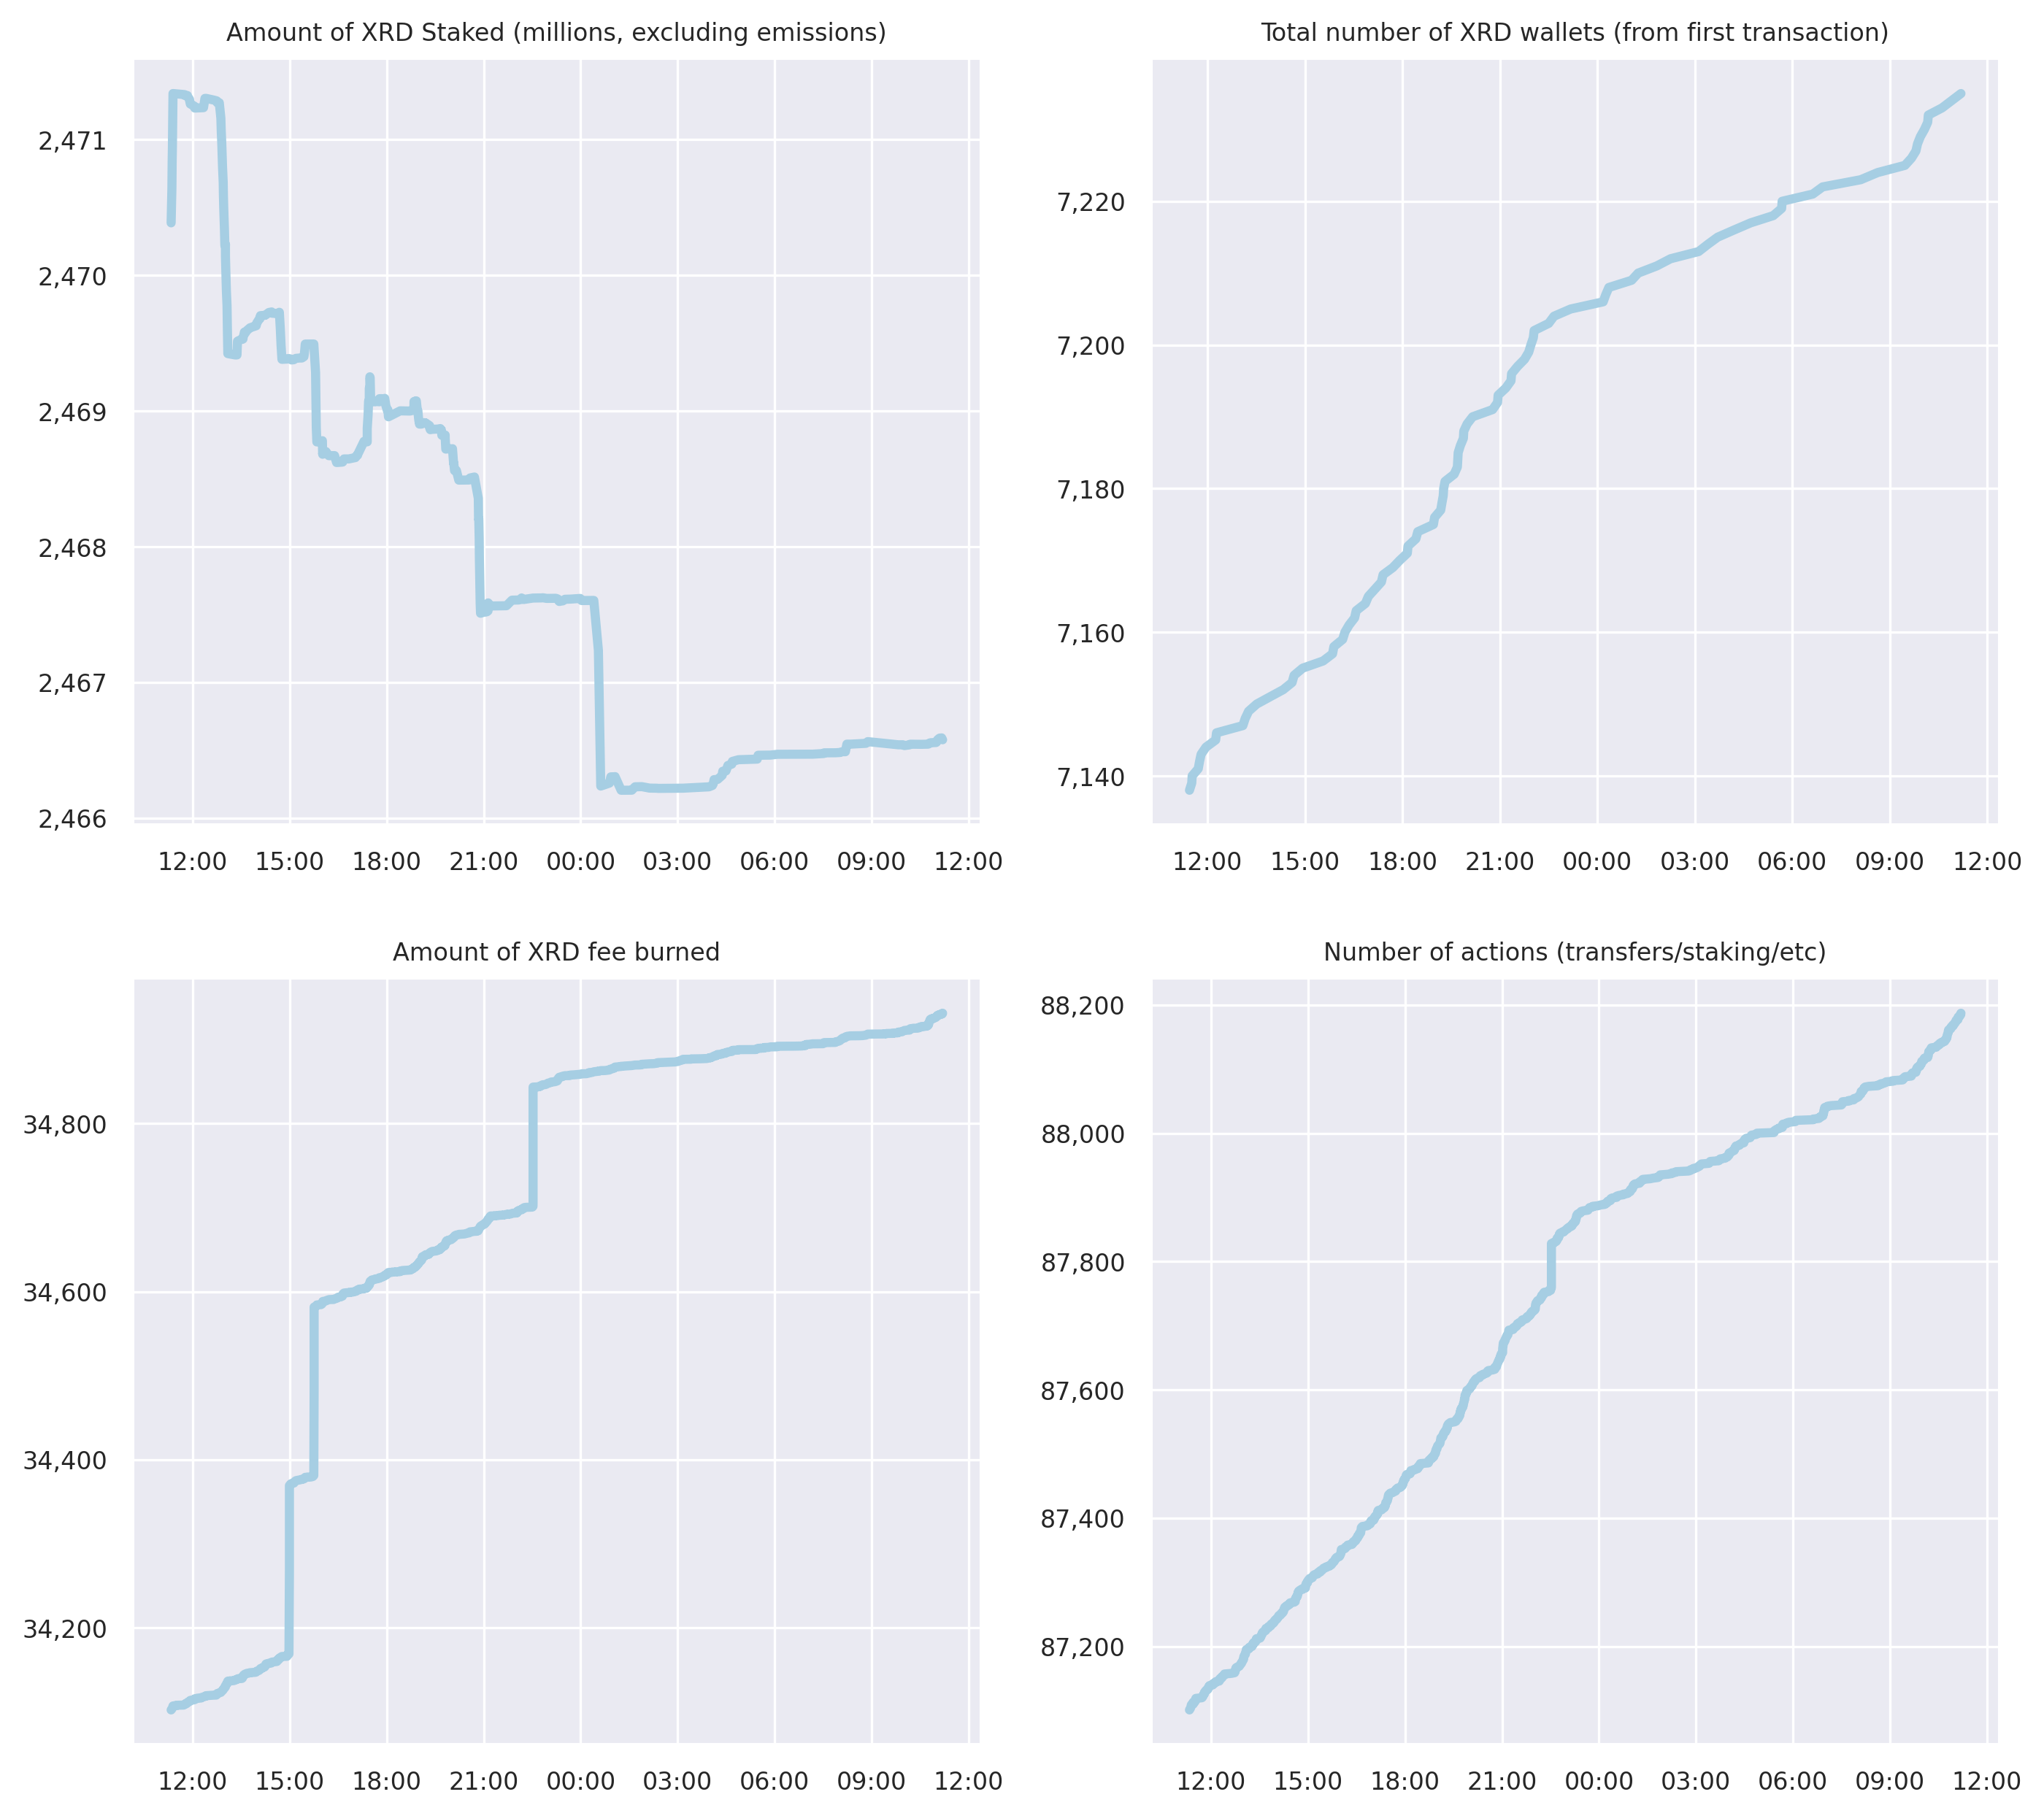 Amount of XRD Staked (millions, excluding emissions)
2,471
2,470
2,469
2,468
2,467
2,466
12:00 15:00 18:00 21:00 00:00 03:00 06:00 09:00 12:00
Total number of XRD wallets (from first transaction)
7,220
7,200
7,180
7,160
7,140
12:00 15:00 18:00 21:00 00:00 03:00 06:00 09:00 12:00
Amount of XRD fee burned
34,800
34,600
34,400
34,200
12:00 15:00 18:00 21:00 00:00 03:00 06:00 09:00 12:00
Number of actions (transfers/staking/etc)
88,200
88,000
87,800
87,600
87,400
87,200
12:00 15:00 18:00 21:00 00:00 03:00 06:00 09:00 12:00